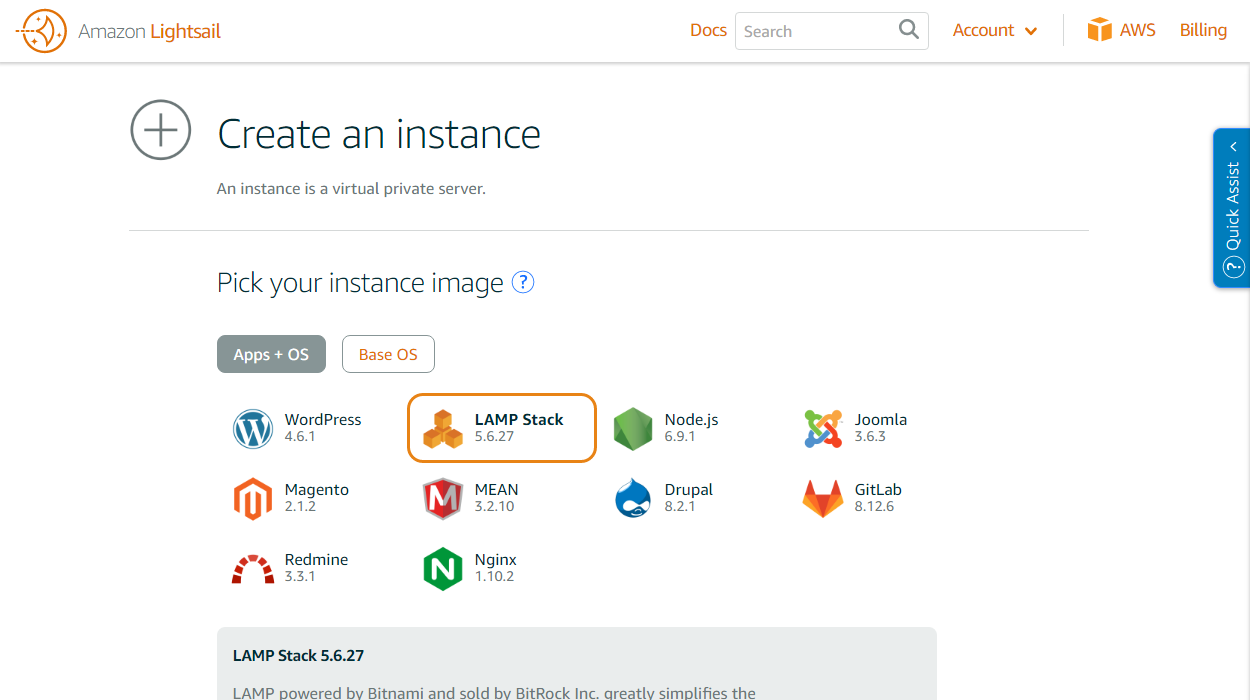 Amazon Lightsail
Docs
Search
Account
AWS
Billing
Create an instance
An instance is a virtual private server.
Quick Assist
?
Pick your instance image ?
Apps + OS
Base OS
WordPress
4.6.1
LAMP Stack
5.6.27
Node.js
6.9.1
Joomla
3.6.3
Magento
2.1.2
MEAN
3.2.10
Drupal
8.2.1
GitLab
8.12.6
Redmine
3.3.1
Nginx
1.10.2
LAMP Stack 5.6.27
LAMP powered by Bitnami and sold by BitRock Inc. greatly simplifies the